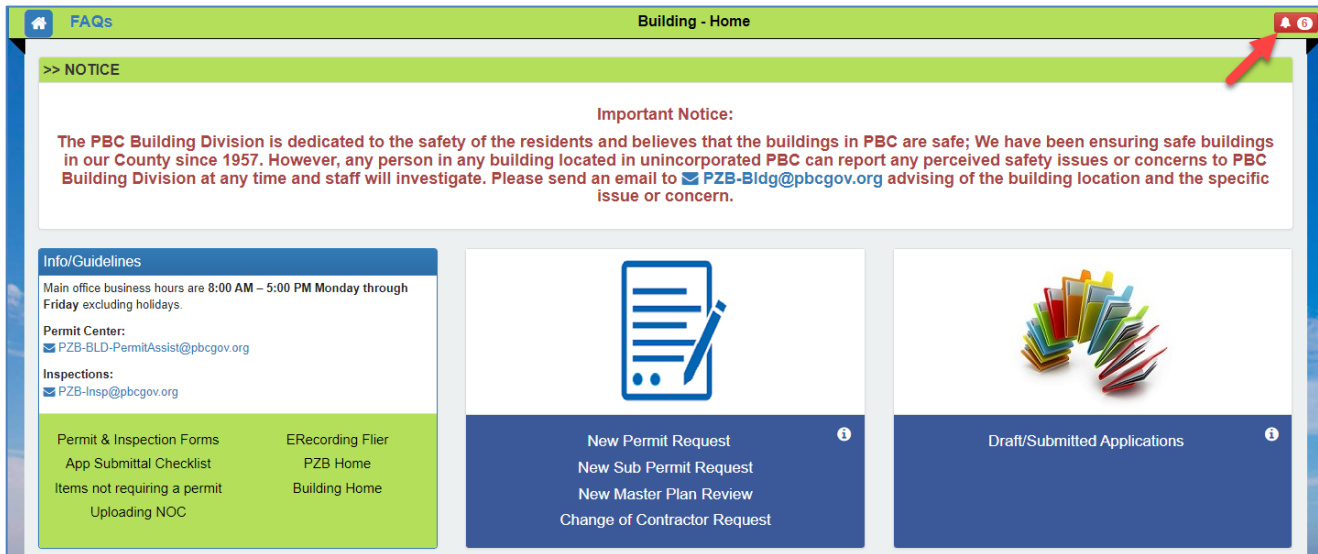 FAQs
Building - Home
6
>> NOTICE
Important Notice:
The PBC Building Division is dedicated to the safety of the residents and believes that the buildings in PBC are safe; We have been ensuring safe buildings
in our County since 1957. However, any person in any building located in unincorporated PBC can report any perceived safety issues or concerns to PBC
Building Division at any time and staff will investigate. Please send an email to PZB-Bldg@pbcgov.org advising of the building location and the specific
issue or concern.
Info/Guidelines
Main office business hours are 8:00 AM – 5:00 PM Monday through
Friday excluding holidays.
Permit Center:
PZB-BLD-PermitAssist@pbcgov.org
Inspections:
PZB-Insp@pbcgov.org
Permit & Inspection Forms
App Submittal Checklist
Items not requiring a permit
Uploading NOC
ERecording Flier
PZB Home
Building Home
New Permit Request
New Sub Permit Request
New Master Plan Review
Change of Contractor Request
Draft/Submitted Applications